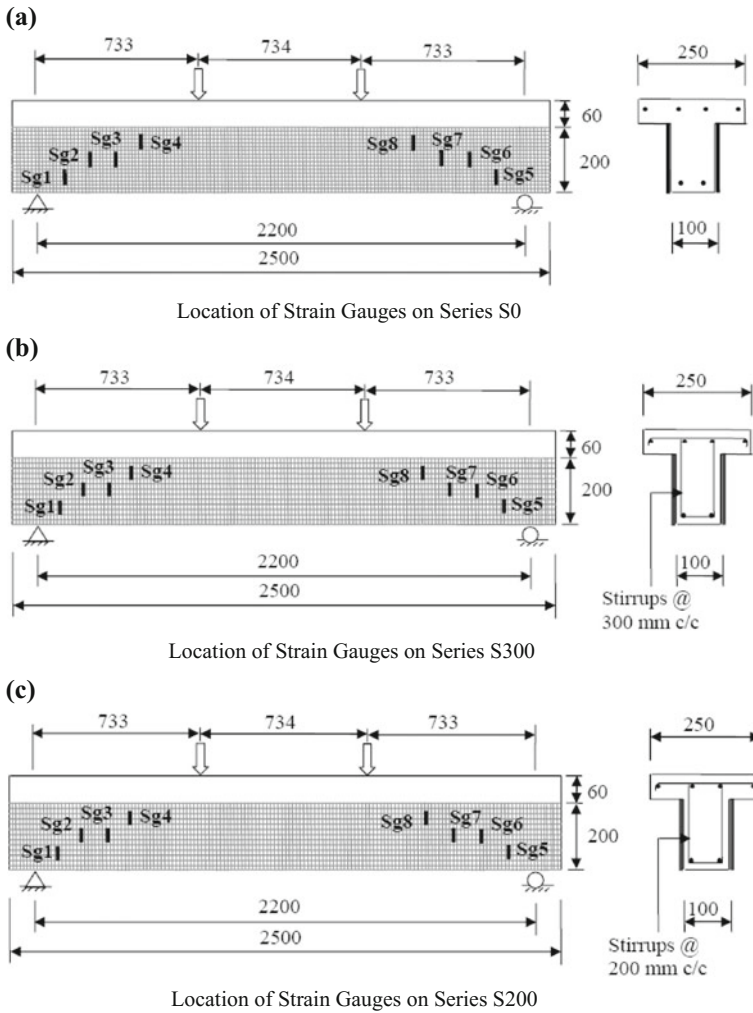 (a)
733 734 733 250
60
Sg3 Sg4 Sg8 Sg7
Sg2 Sg6
Sg1 Sg5
200
2200
100
2500
Location of Strain Gauges on Series S0
(b)
733 734 733 250
60
Sg3 Sg4 Sg8 Sg7
Sg2 Sg6
Sg1 Sg5
200
2200
100
2500
Stirrups @
300 mm c/c
Location of Strain Gauges on Series S300
(c)
733 734 733 250
60
Sg3 Sg4 Sg8 Sg7
Sg2 Sg6
Sg1 Sg5
200
2200
100
2500
Stirrups @
200 mm c/c
Location of Strain Gauges on Series S200